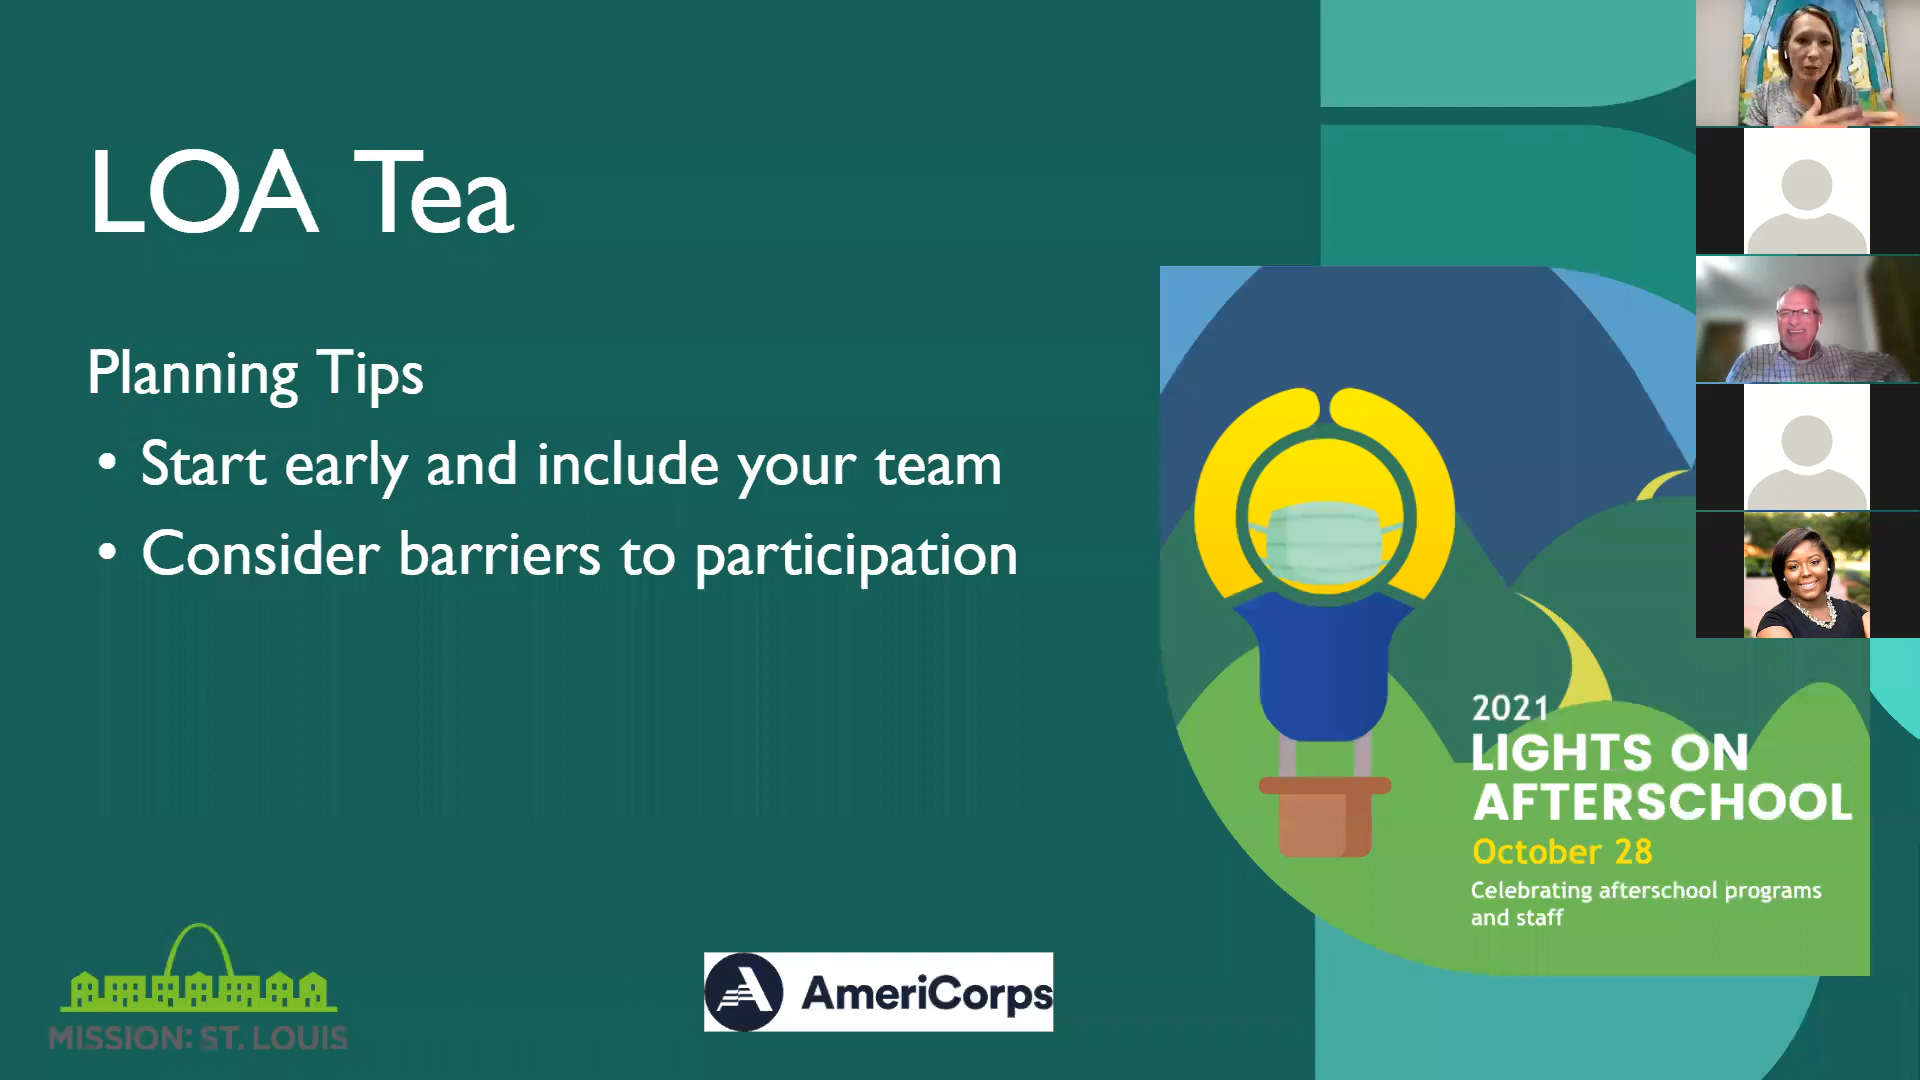 LOA Tea
Planning Tips
• Start early and include your team
• Consider barriers to participation
2021
LIGHTS ON
AFTERSCHOOL
October 28
Celebrating afterschool programs
and staff
MISSION: ST. LOUIS
AmeriCorps